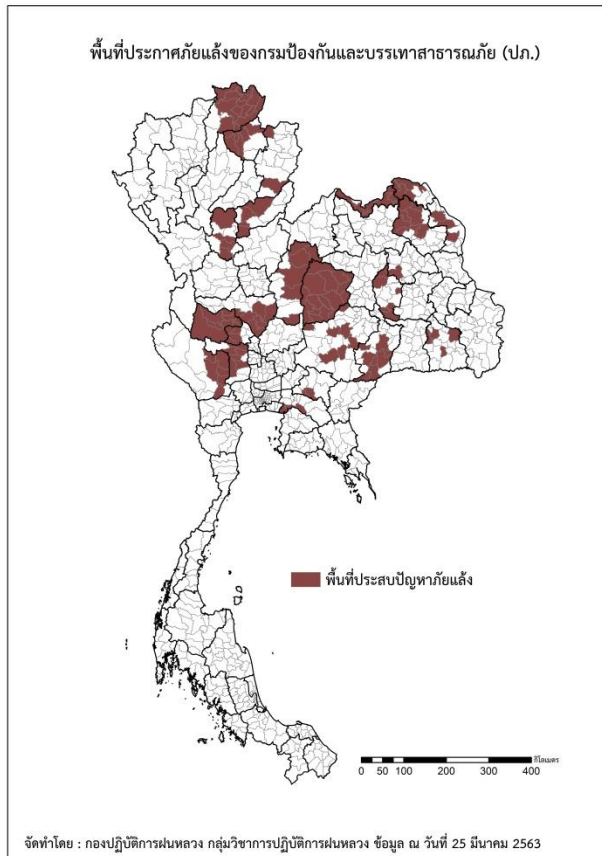 พื้นที่ประกาศภัยแล้งของกรมป้องกันและบรรเทาสาธารณภัย (ปภ.)
พื้นที่ประสบปัญหาภัยแล้ง
กิโลเมตร
0 50 100 200 300 400
จัดทำโดย : กองปฏิบัติการฝนหลวง กลุ่มวิชาการปฏิบัติการฝนหลวง ข้อมูล ณ วันที่ 25 มีนาคม 2563